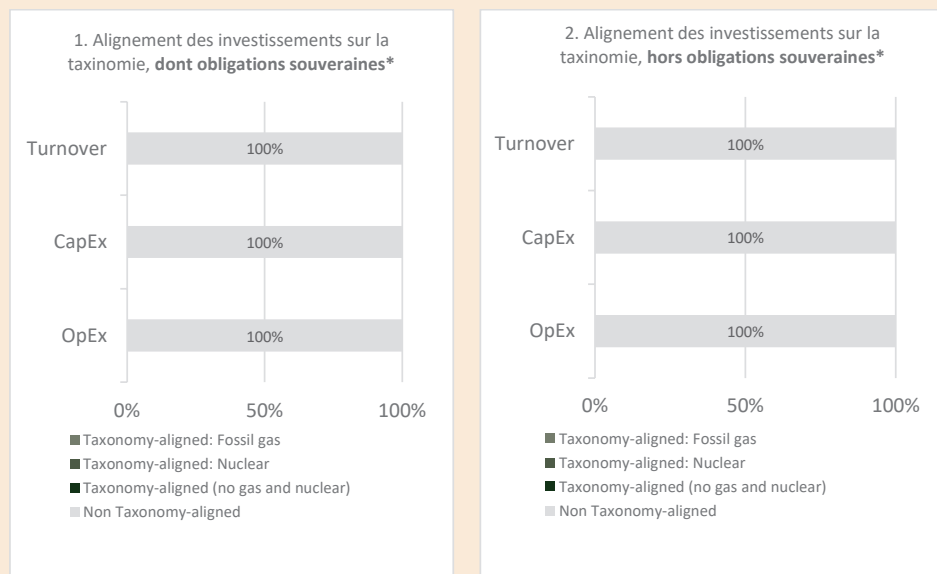 1. Alignement des investissements sur la
taxinomie, dont obligations souveraines*
Turnover
100%
CapEx
100%
OpEx
100%
0%
50%
100%
Taxonomy-aligned: Fossil gas
Taxonomy-aligned: Nuclear
Taxonomy-aligned (no gas and nuclear)
Non Taxonomy-aligned
2. Alignement des investissements sur la
taxinomie, hors obligations souveraines*
Turnover
100%
CapEx
100%
OpEx
100%
0%
50%
100%
Taxonomy-aligned: Fossil gas
Taxonomy-aligned: Nuclear
Taxonomy-aligned (no gas and nuclear)
Non Taxonomy-aligned